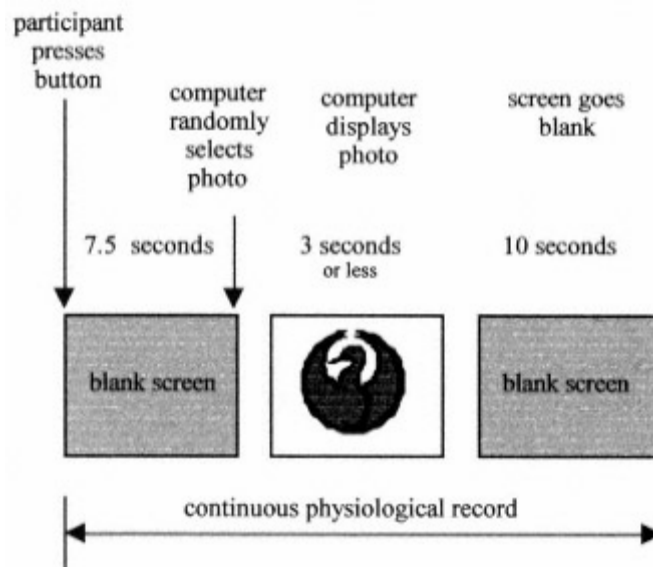 participant
presses
button
computer
randomly
selects
photo
computer
displays
photo
screen goes
blank
7.5 seconds
3 seconds
or less
10 seconds
blank screen
blank screen
continuous physiological record